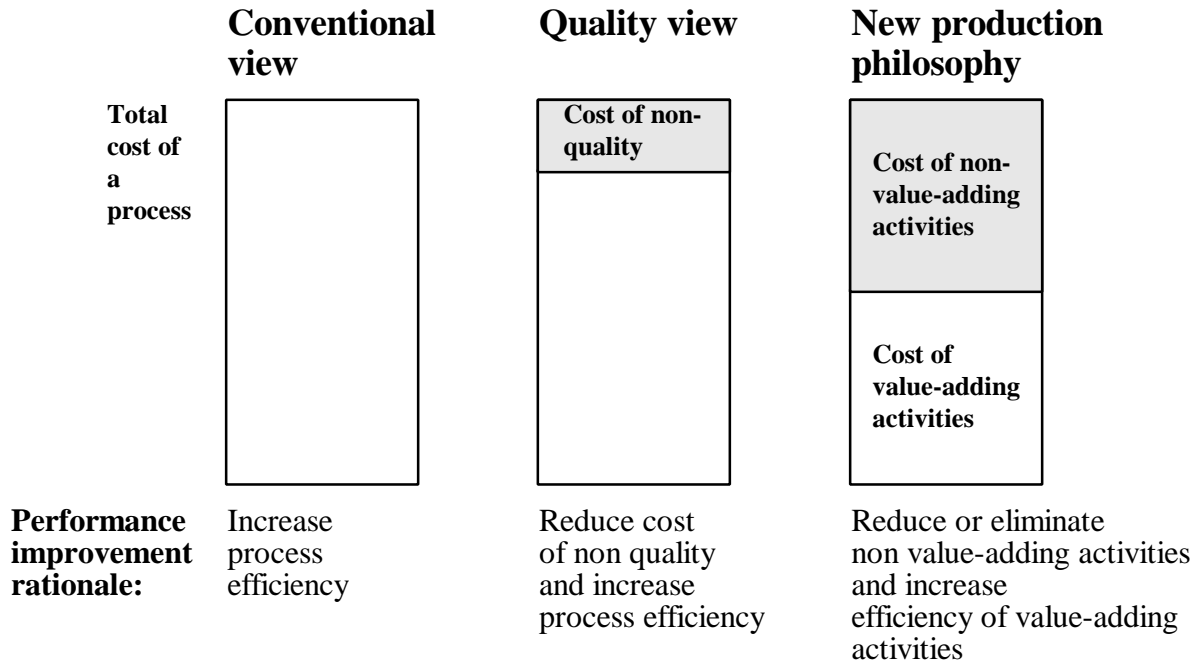 Conventional
view
Quality view
New production
philosophy
Total
cost of
a
process
Cost of non-
quality
Cost of non-
value-adding
activities
Cost of
value-adding
activities
Performance
improvement
rationale:
Increase
process
efficiency
Reduce cost
of non quality
and increase
process efficiency
Reduce or eliminate
non value-adding activities
and increase
efficiency of value-adding
activities